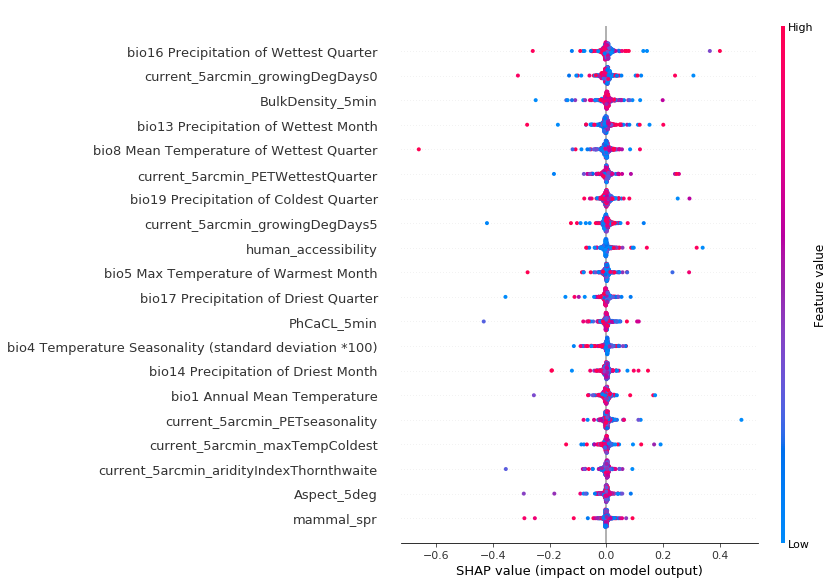 High
bio16 Precipitation of Wettest Quarter
current_5arcmin_growingDegDays0
BulkDensity_5min
bio13 Precipitation of Wettest Month
bio8 Mean Temperature of Wettest Quarter
current_5arcmin_PETWettestQuarter
bio19 Precipitation of Coldest Quarter
current_5arcmin_growingDegDays5
human_accessibility
bio5 Max Temperature of Warmest Month
bio17 Precipitation of Driest Quarter
PhCaCL_5min
bio4 Temperature Seasonality (standard deviation *100)
bio14 Precipitation of Driest Month
bio1 Annual Mean Temperature
current_5arcmin_PETseasonality
current_5arcmin_maxTempColdest
current_5arcmin_aridityIndexThornthwaite
Aspect_5deg
mammal_spr
Feature value
Low
−0.6 −0.4 −0.2 0.0 0.2 0.4
SHAP value (impact on model output)